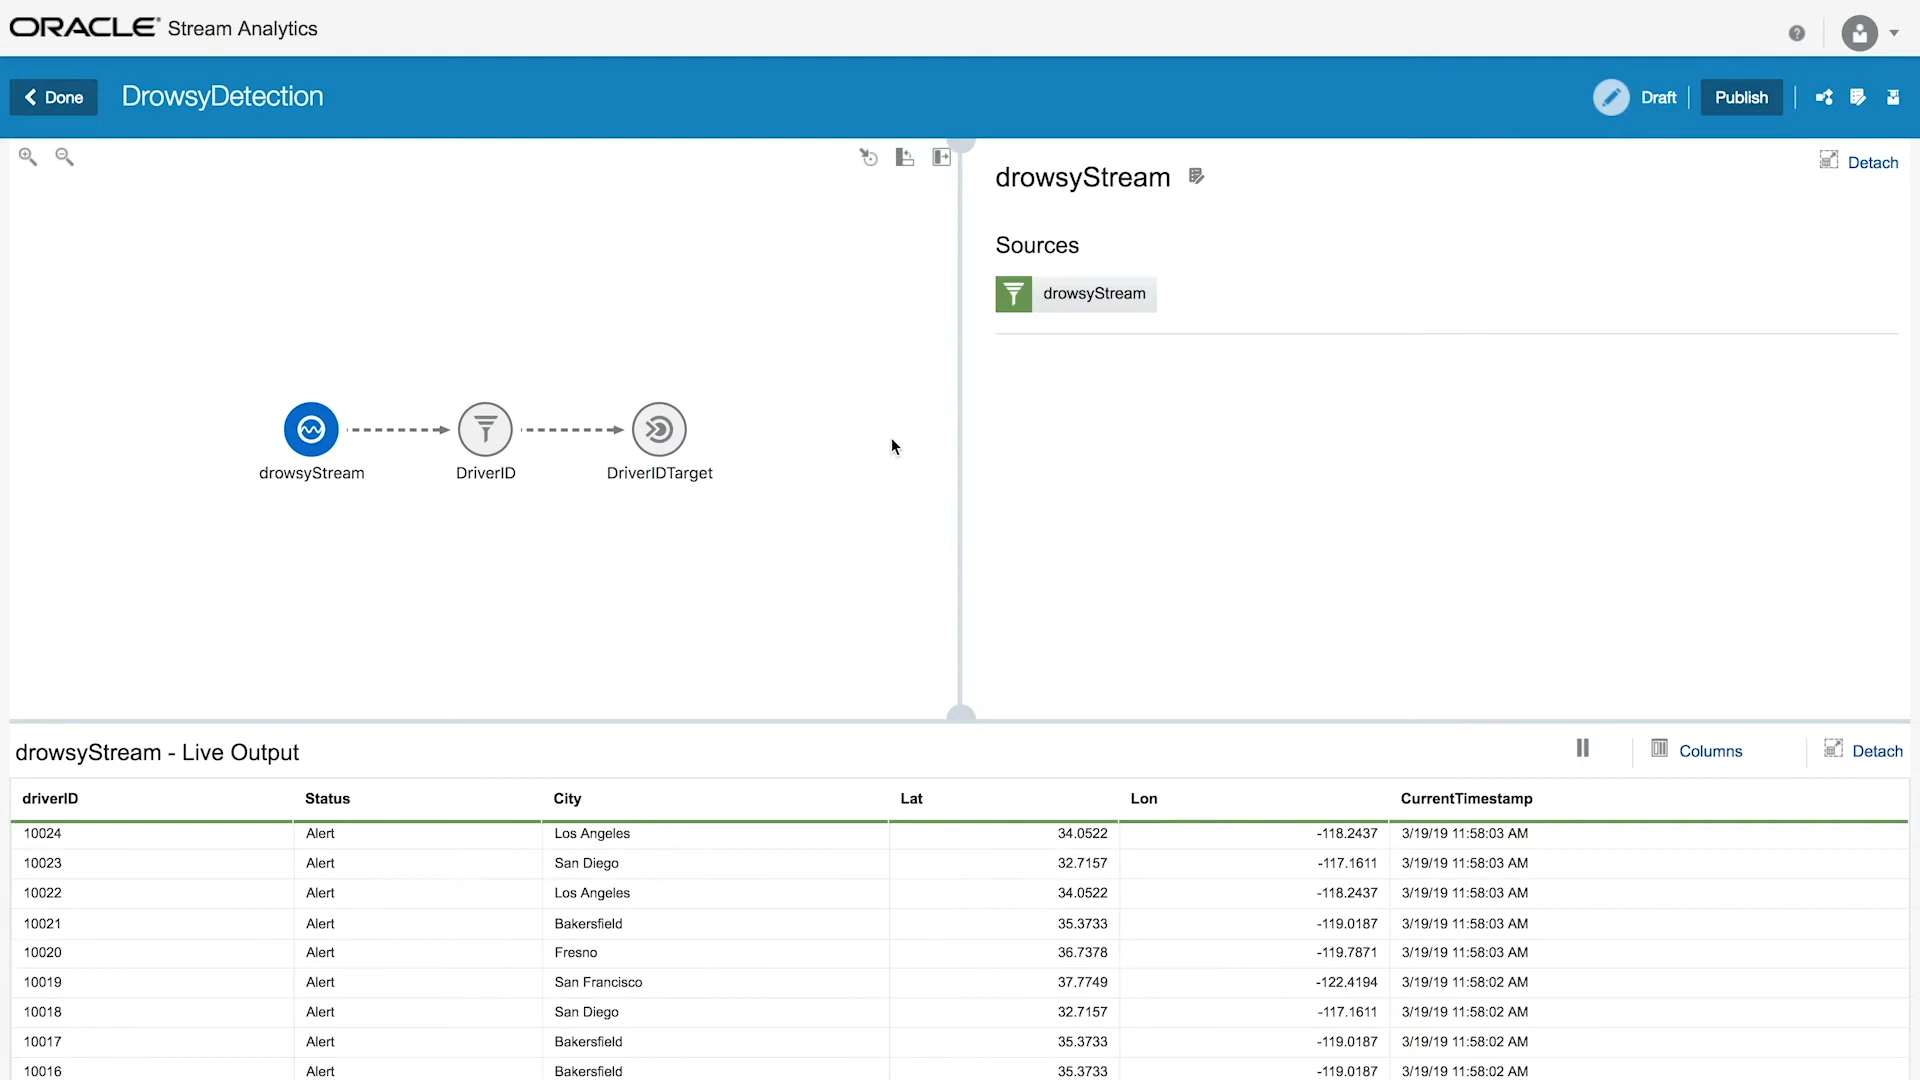 ORACLE® Stream Analytics
?
Done
DrowsyDetection
Draft
Publish
drowsyStream
Detach
Sources
drowsyStream
drowsyStream
DriverID
DriverIDTarget
drowsyStream - Live Output
Columns
Detach
driverID Status City Lat Lon CurrentTimestamp
10024 Alert Los Angeles 34.0522 -118.2437 3/19/19 11:58:03 AM
10023 Alert San Diego 32.7157 -117.1611 3/19/19 11:58:03 AM
10022 Alert Los Angeles 34.0522 -118.2437 3/19/19 11:58:03 AM
10021 Alert Bakersfield 35.3733 -119.0187 3/19/19 11:58:03 AM
10020 Alert Fresno 36.7378 -119.7871 3/19/19 11:58:03 AM
10019 Alert San Francisco 37.7749 -122.4194 3/19/19 11:58:02 AM
10018 Alert San Diego 32.7157 -117.1611 3/19/19 11:58:02 AM
10017 Alert Bakersfield 35.3733 -119.0187 3/19/19 11:58:02 AM
10016 Alert Bakersfield 35.3733 -119.0187 3/19/19 11:58:02 AM